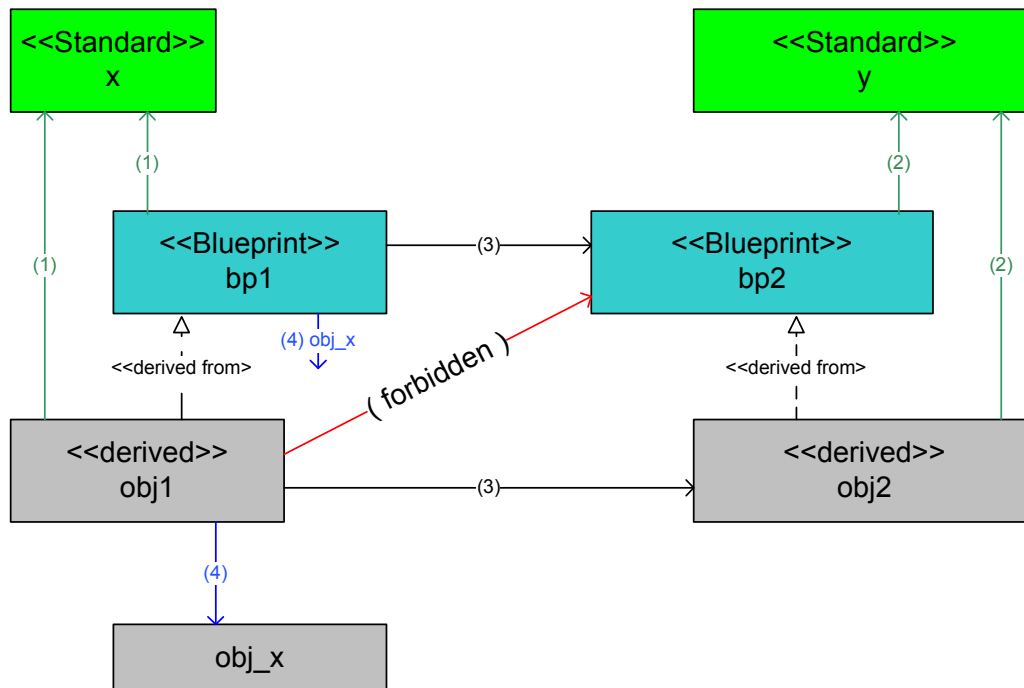 <<Standard>>
x
<<Standard>>
y
(1)
(2)
<<Blueprint>>
bp1
(3)
<<Blueprint>>
bp2
(1)
(2)
(4) obj_x
<<derived from>>
( forbidden )
<<derived from>>
<<derived>>
obj1
(3)
<<derived>>
obj2
(4)
obj_x